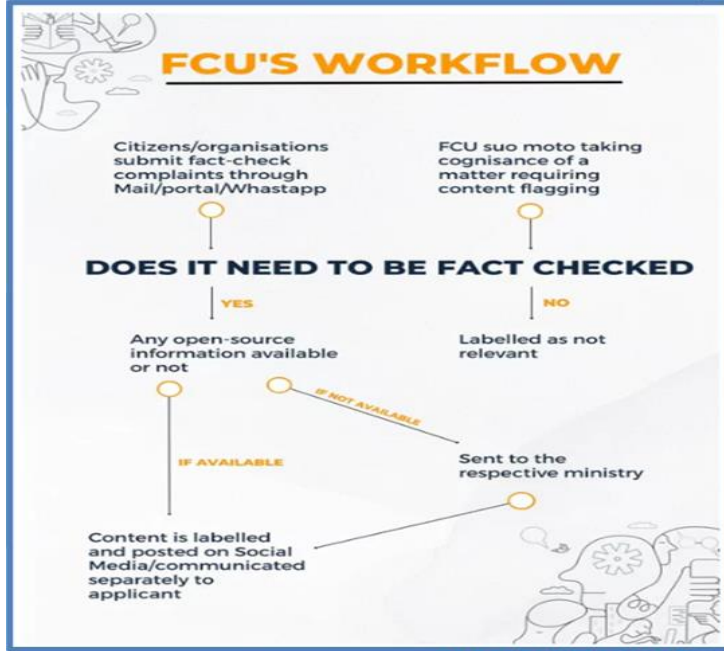 FCU'S WORKFLOW
Citizens/organisations
submit fact-check
complaints through
Mail/portal/Whastapp
FCU suo moto taking
cognisance of a
matter requiring
content flagging
DOES IT NEED TO BE FACT CHECKED
YES
NO
Any open-source
information available
or not
Labelled as not
relevant
IF NOT AVAILABLE
IF AVAILABLE
Sent to the
respective ministry
Content is labelled
and posted on Social
Media/communicated
separately to
applicant